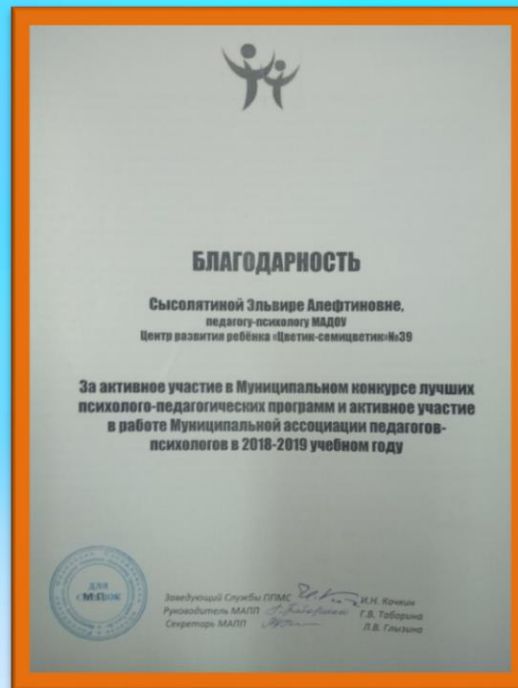 БЛАГОДАРНОСТЬ
Сысолятиной Эльвире Алефтиновне,
педагогу-психологу МАДОУ
Центр развития ребёнка «Цветик-семицветик»№39
За активное участие в Муниципальном конкурсе лучших
психолого-педагогических программ и активное участие
в работе Муниципальной ассоциации педагогов-
психологов в 2018-2019 учебном году
ДЛЯ
М.П.
Заведующий Службы ППМС И.Н. Кочкин
Руководитель МАПП Г.В. Таборина
Секретарь МАПП Л.В. Глызина